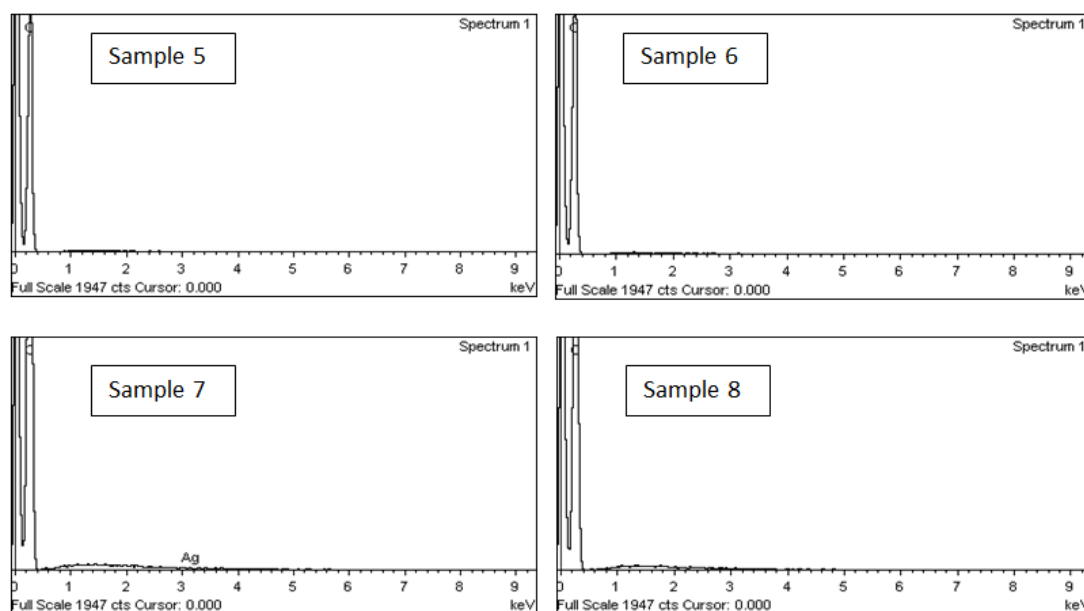 Spectrum 1
C
Sample 5
0 1 2 3 4 5 6 7 8 9
Full Scale 1947 cts Cursor: 0.000 keV
Spectrum 1
C
Sample 6
0 1 2 3 4 5 6 7 8 9
Full Scale 1947 cts Cursor: 0.000 keV
Spectrum 1
C
Sample 7
Ag
0 1 2 3 4 5 6 7 8 9
Full Scale 1947 cts Cursor: 0.000 keV
Spectrum 1
C
Sample 8
0 1 2 3 4 5 6 7 8 9
Full Scale 1947 cts Cursor: 0.000 keV